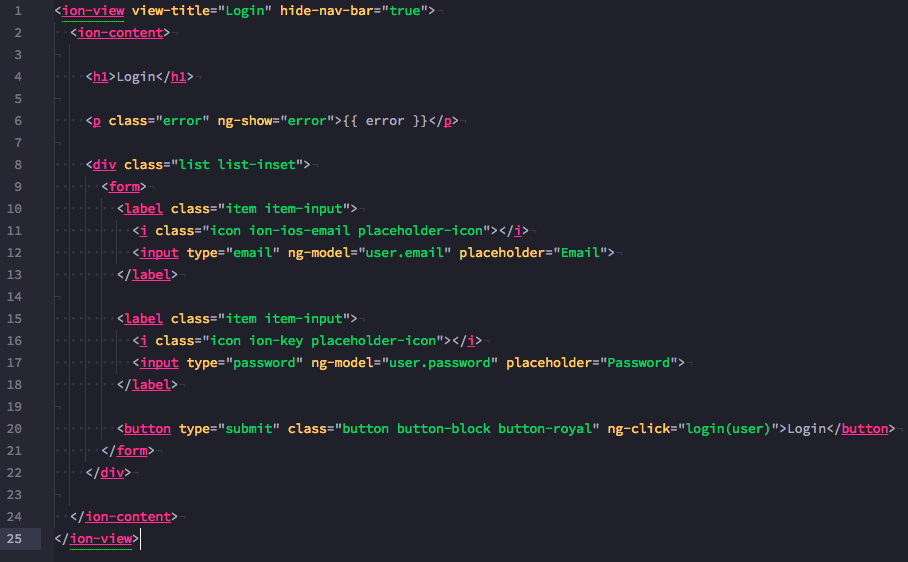 1 <ion-view view-title="Login" hide-nav-bar="true">
2   <ion-content>
3
4     <h1>Login</h1>
5
6     <p class="error" ng-show="error">{{ error }}</p>
7
8     <div class="list list-inset">
9       <form>
10         <label class="item item-input">
11           <i class="icon ion-ios-email placeholder-icon"></i>
12           <input type="email" ng-model="user.email" placeholder="Email">
13         </label>
14
15         <label class="item item-input">
16           <i class="icon ion-key placeholder-icon"></i>
17           <input type="password" ng-model="user.password" placeholder="Password">
18         </label>
19
20         <button type="submit" class="button button-block button-royal" ng-click="login(user)">Login</button>
21       </form>
22     </div>
23
24   </ion-content>
25 </ion-view>